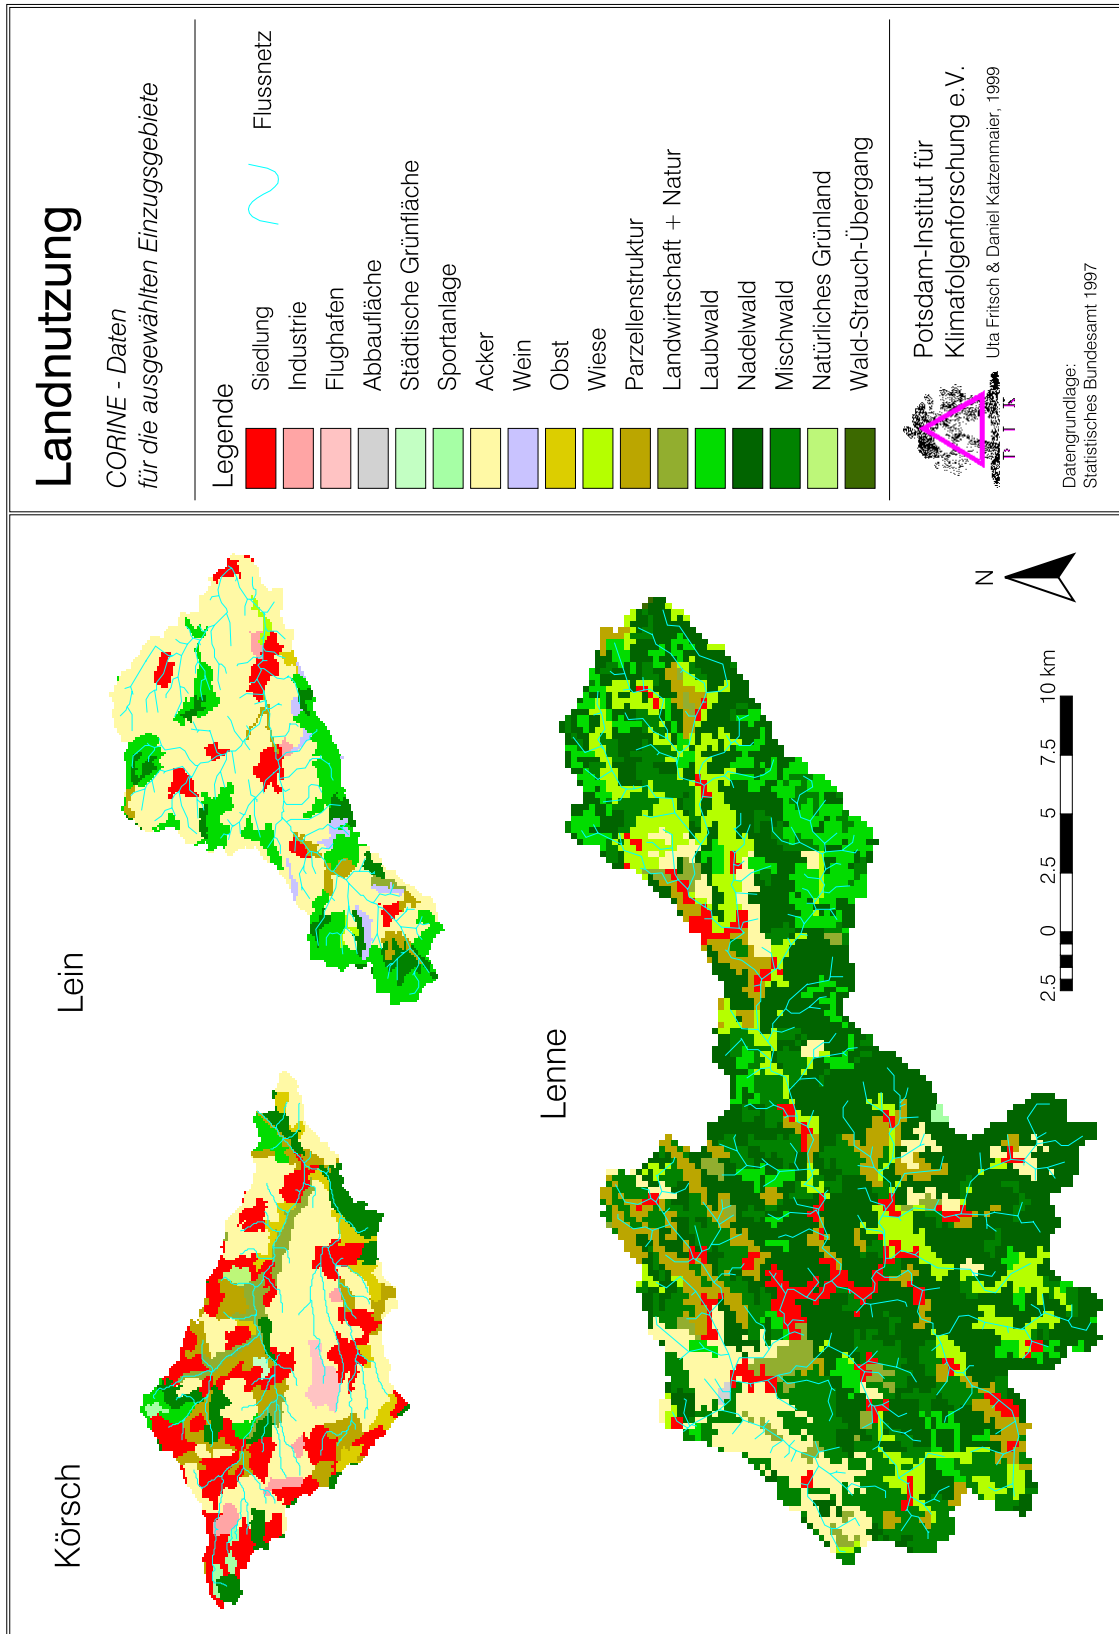 Landnutzung
CORINE - Daten
für die ausgewählten Einzugsgebiete
Legende
Siedlung
Industrie
Flughafen
Abbaufläche
Städtische Grünfläche
Sportanlage
Acker
Wein
Obst
Wiese
Parzellenstruktur
Landwirtschaft + Natur
Laubwald
Nadelwald
Mischwald
Natürliches Grünland
Wald-Strauch-Übergang
Flussnetz
P I K
Potsdam-Institut für
Klimafolgenforschung e.V.
Uta Fritsch & Daniel Katzenmaier, 1999
Datengrundlage:
Statistisches Bundesamt 1997
Körsch
Lein
Lenne
N
2.5 0 2.5 5 7.5 10 km